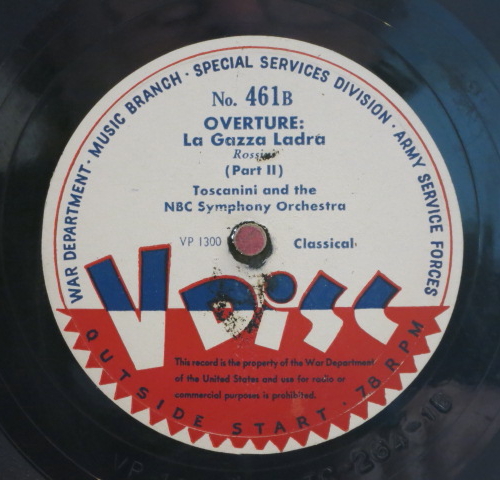 WAR DEPARTMENT · MUSIC BRANCH · SPECIAL SERVICES DIVISION · ARMY SERVICE FORCES
No. 461B
OVERTURE:
La Gazza Ladra
Rossini
(Part II)
Toscanini and the
NBC Symphony Orchestra
VP 1300
Classical
V Disc
This record is the property of the War Department
of the United States and use for radio or
commercial purposes is prohibited.
OUTSIDE START · 78 RPM